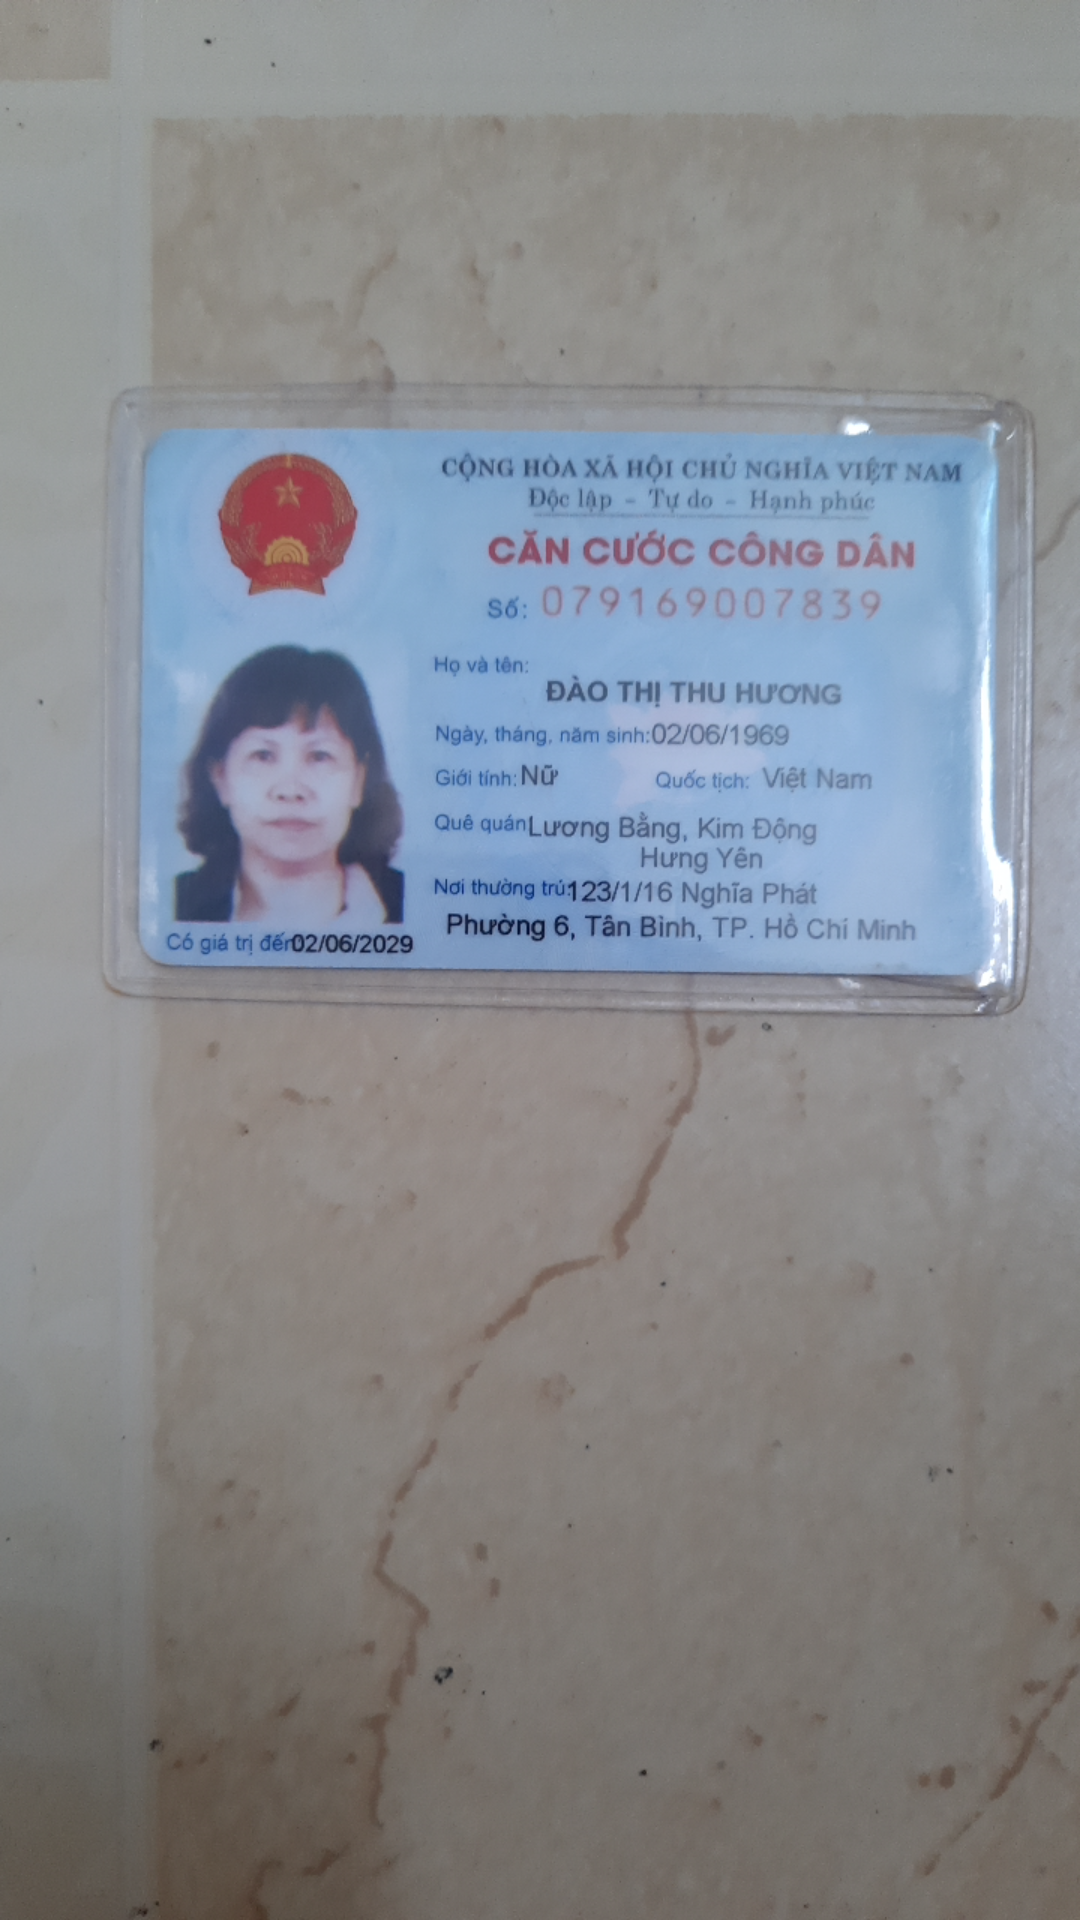 CỘNG HÒA XÃ HỘI CHỦ NGHĨA VIỆT NAM
Độc lập - Tự do - Hạnh phúc
CĂN CƯỚC CÔNG DÂN
Số: 079169007839
Họ và tên:
ĐÀO THỊ THU HƯƠNG
Ngày, tháng, năm sinh:02/06/1969
Giới tính: Nữ Quốc tịch: Việt Nam
Quê quán Lương Bằng, Kim Động
Hưng Yên
Nơi thường trú:123/1/16 Nghĩa Phát
Phường 6, Tân Bình, TP. Hồ Chí Minh
Có giá trị đến 02/06/2029